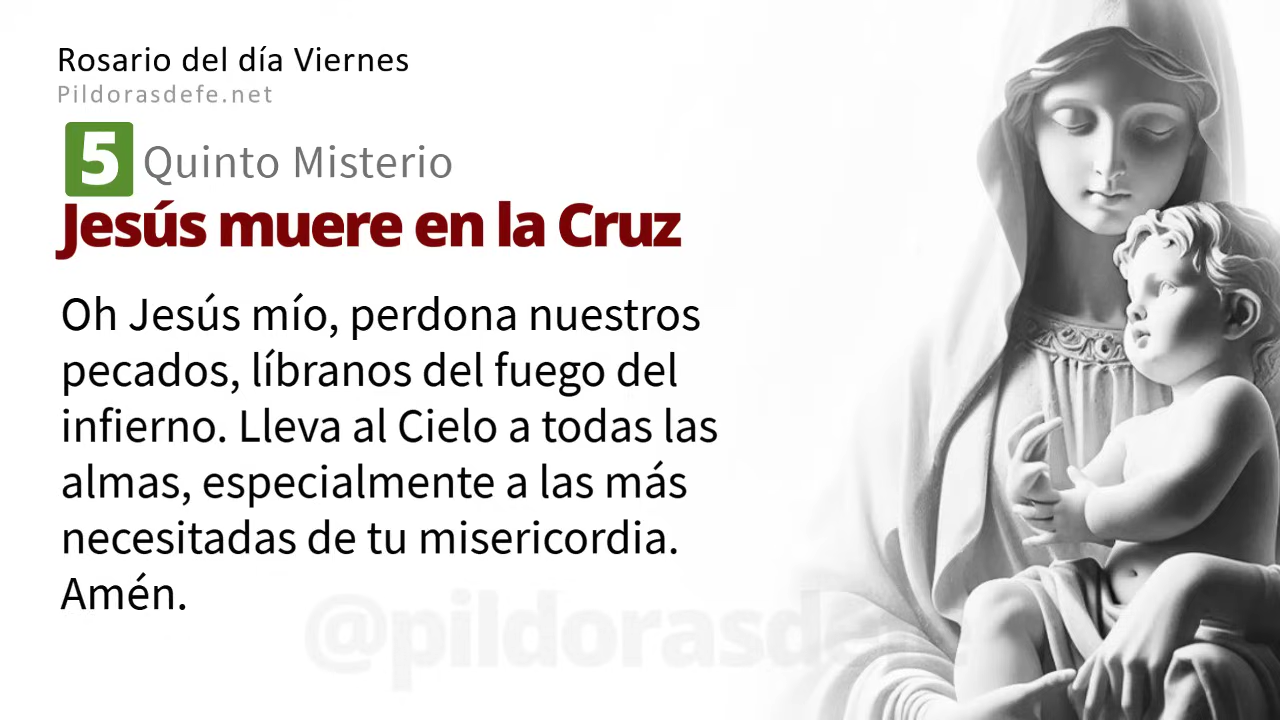 Rosario del día Viernes
Pildorasdefe.net
5 Quinto Misterio
Jesús muere en la Cruz
Oh Jesús mío, perdona nuestros
pecados, líbranos del fuego del
infierno. Lleva al Cielo a todas las
almas, especialmente a las más
necesitadas de tu misericordia.
Amén.
@pildorasdefe